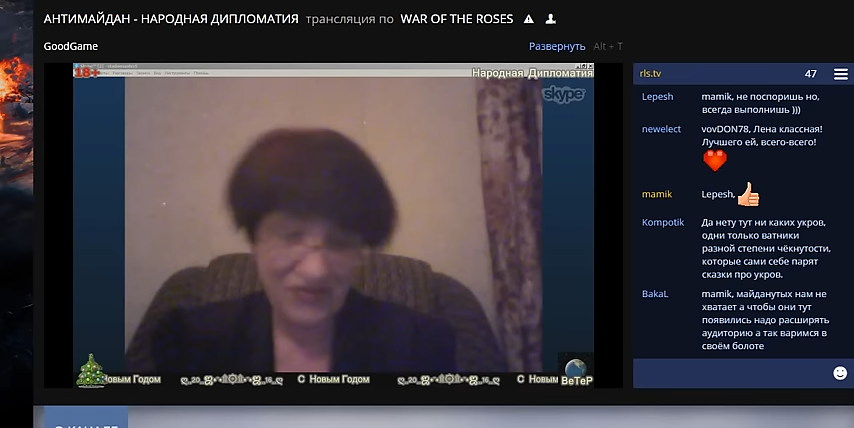 АНТИМАЙДАН - НАРОДНАЯ ДИПЛОМАТИЯ трансляция по WAR OF THE ROSES
GoodGame
Развернуть Alt + T
18+
Народная Дипломатия
skype
С Новым Годом
ВеТеР
rls.tv 47
Lepesh mamik, не поспоришь но,
всегда выполнишь )))
newelect vovDON78, Лена классная!
Лучшего ей, всего-всего!
mamik Lepesh,
Kompotik Да нету тут ни каких укров,
одни только ватники
разной степени чёкнутости,
которые сами себе парят
сказки про укров.
BakaL mamik, майданутых нам не
хватает а чтобы они тут
появились надо расширять
аудиторию а так варимся в
своём болоте